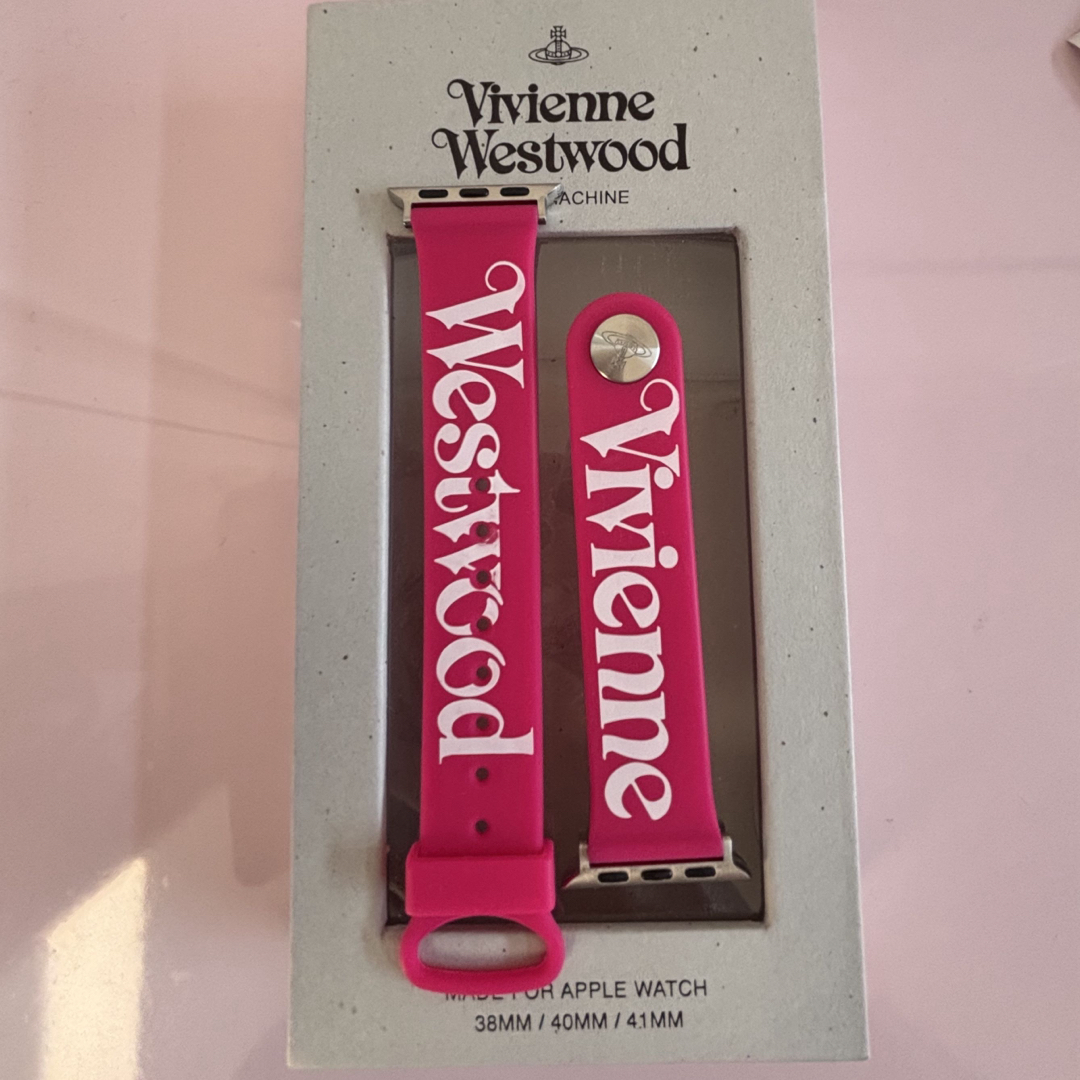 Vivienne
Westwood
ACHINE
Westwood
Vivienne
MADE FOR APPLE WATCH
38MM / 40MM / 41MM